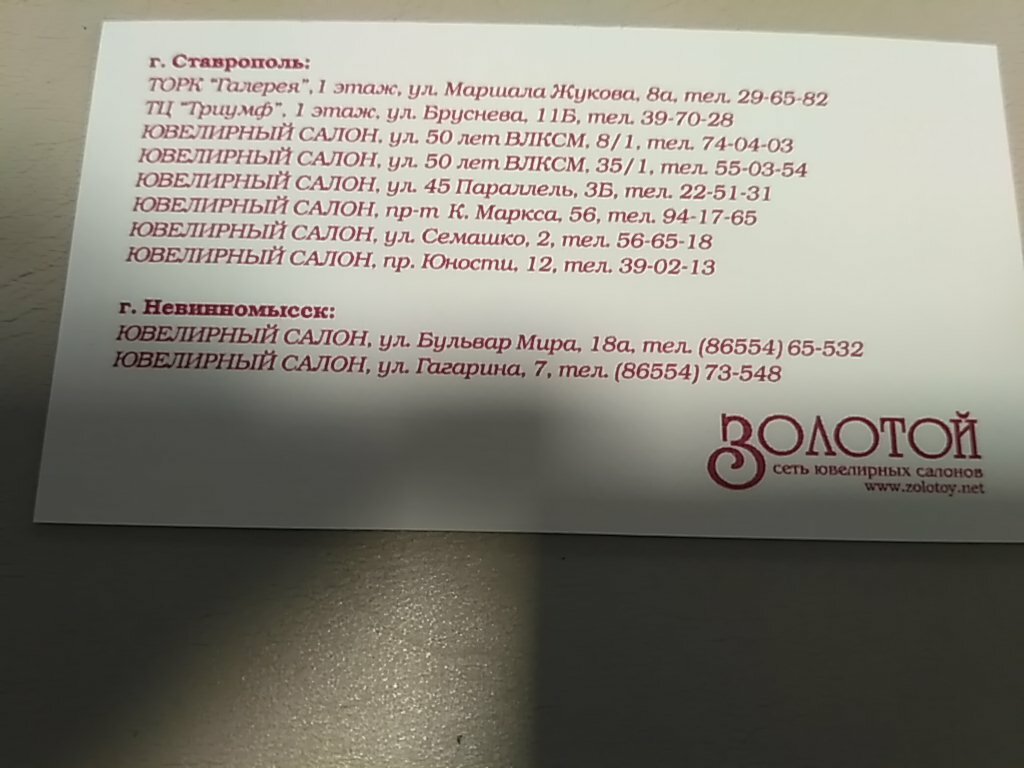 г. Ставрополь:
ТОРК "Галерея", 1 этаж, ул. Маршала Жукова, 8а, тел. 29-65-82
ТЦ "Триумф", 1 этаж, ул. Бруснева, 11Б, тел. 39-70-28
ЮВЕЛИРНЫЙ САЛОН, ул. 50 лет ВЛКСМ, 8/1, тел. 74-04-03
ЮВЕЛИРНЫЙ САЛОН, ул. 50 лет ВЛКСМ, 35/1, тел. 55-03-54
ЮВЕЛИРНЫЙ САЛОН, ул. 45 Параллель, 3Б, тел. 22-51-31
ЮВЕЛИРНЫЙ САЛОН, пр-т К. Маркса, 56, тел. 94-17-65
ЮВЕЛИРНЫЙ САЛОН, ул. Семашко, 2, тел. 56-65-18
ЮВЕЛИРНЫЙ САЛОН, пр. Юности, 12, тел. 39-02-13
г. Невинномысск:
ЮВЕЛИРНЫЙ САЛОН, ул. Бульвар Мира, 18а, тел. (86554) 65-532
ЮВЕЛИРНЫЙ САЛОН, ул. Гагарина, 7, тел. (86554) 73-548
ЗОЛОТОЙ
сеть ювелирных салонов
www.zolotoy.net